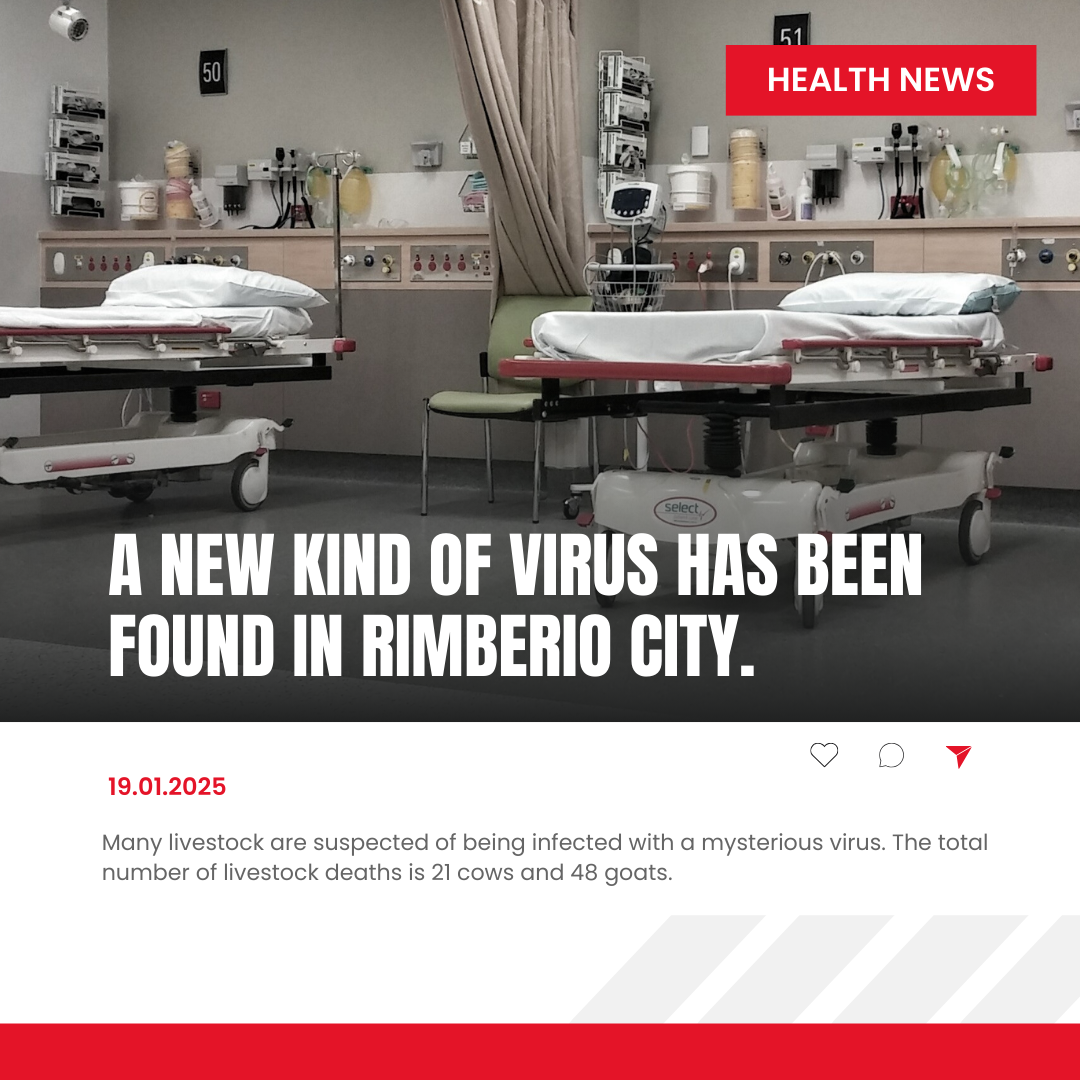 50
51
HEALTH NEWS
select
A NEW KIND OF VIRUS HAS BEEN
FOUND IN RIMBERIO CITY.
19.01.2025
Many livestock are suspected of being infected with a mysterious virus. The total
number of livestock deaths is 21 cows and 48 goats.